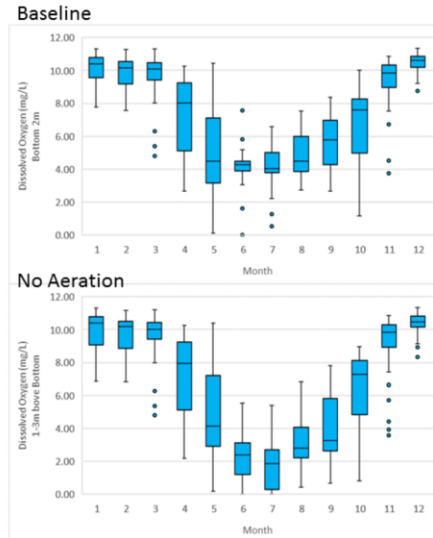 Baseline
12.00
10.00
8.00
6.00
4.00
2.00
0.00
Dissolved Oxygen (mg/L)
Bottom 2m
1 2 3 4 5 6 7 8 9 10 11 12
Month
No Aeration
12.00
10.00
8.00
6.00
4.00
2.00
0.00
Dissolved Oxygen (mg/L)
1-3m bove Bottom
1 2 3 4 5 6 7 8 9 10 11 12
Month